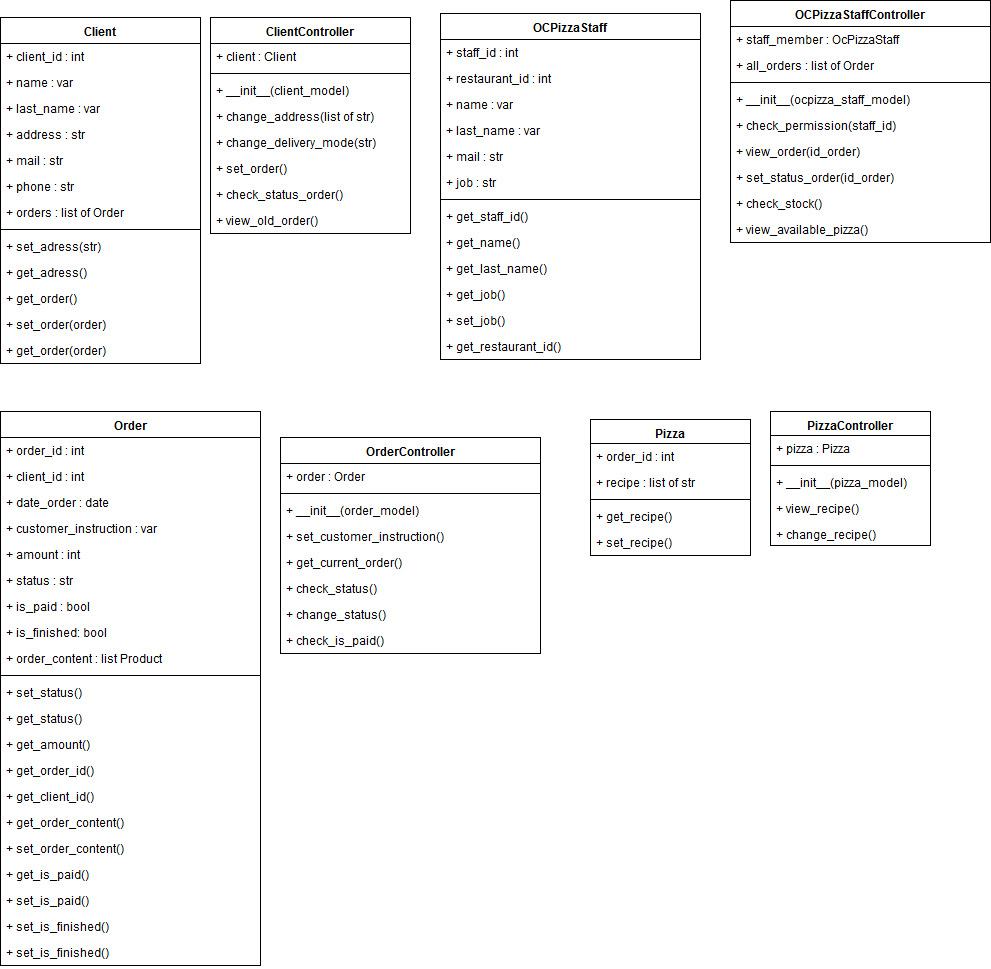 Client
+ client_id : int
+ name : var
+ last_name : var
+ address : str
+ mail : str
+ phone : str
+ orders : list of Order
+ set_adress(str)
+ get_adress()
+ get_order()
+ set_order(order)
+ get_order(order)
ClientController
+ client : Client
+ __init__(client_model)
+ change_address(list of str)
+ change_delivery_mode(str)
+ set_order()
+ check_status_order()
+ view_old_order()
OCPizzaStaff
+ staff_id : int
+ restaurant_id : int
+ name : var
+ last_name : var
+ mail : str
+ job : str
+ get_staff_id()
+ get_name()
+ get_last_name()
+ get_job()
+ set_job()
+ get_restaurant_id()
OCPizzaStaffController
+ staff_member : OcPizzaStaff
+ all_orders : list of Order
+ __init__(ocpizza_staff_model)
+ check_permission(staff_id)
+ view_order(id_order)
+ set_status_order(id_order)
+ check_stock()
+ view_available_pizza()
Order
+ order_id : int
+ client_id : int
+ date_order : date
+ customer_instruction : var
+ amount : int
+ status : str
+ is_paid : bool
+ is_finished: bool
+ order_content : list Product
+ set_status()
+ get_status()
+ get_amount()
+ get_order_id()
+ get_client_id()
+ get_order_content()
+ set_order_content()
+ get_is_paid()
+ set_is_paid()
+ set_is_finished()
+ set_is_finished()
OrderController
+ order : Order
+ __init__(order_model)
+ set_customer_instruction()
+ get_current_order()
+ check_status()
+ change_status()
+ check_is_paid()
Pizza
+ order_id : int
+ recipe : list of str
+ get_recipe()
+ set_recipe()
PizzaController
+ pizza : Pizza
+ __init__(pizza_model)
+ view_recipe()
+ change_recipe()